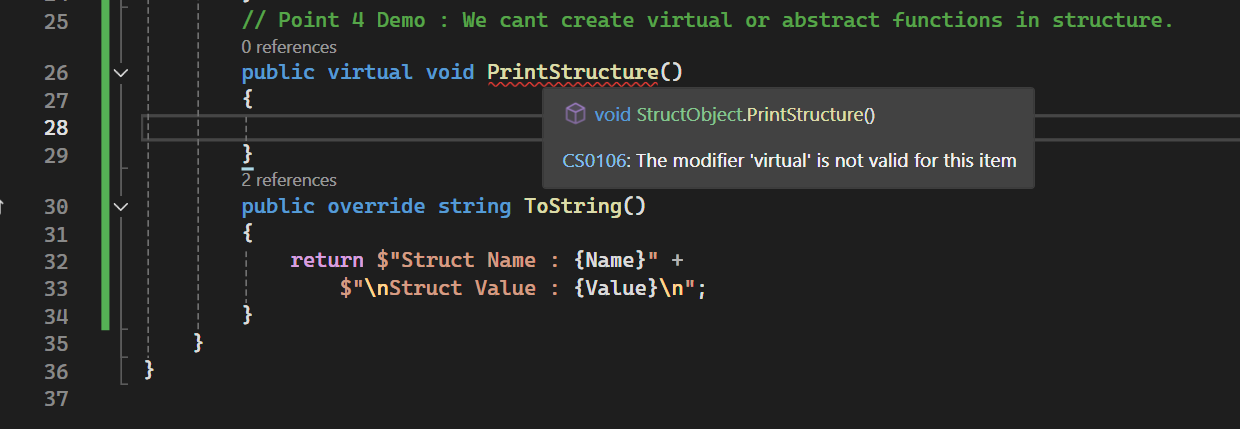 25 // Point 4 Demo : We cant create virtual or abstract functions in structure.
0 references
26 public virtual void PrintStructure()
27 {
void StructObject.PrintStructure()
28
CS0106: The modifier 'virtual' is not valid for this item
29 }
2 references
30 public override string ToString()
31 {
32 return $"Struct Name : {Name}" +
33 $"\nStruct Value : {Value}\n";
34 }
35 }
36 }
37